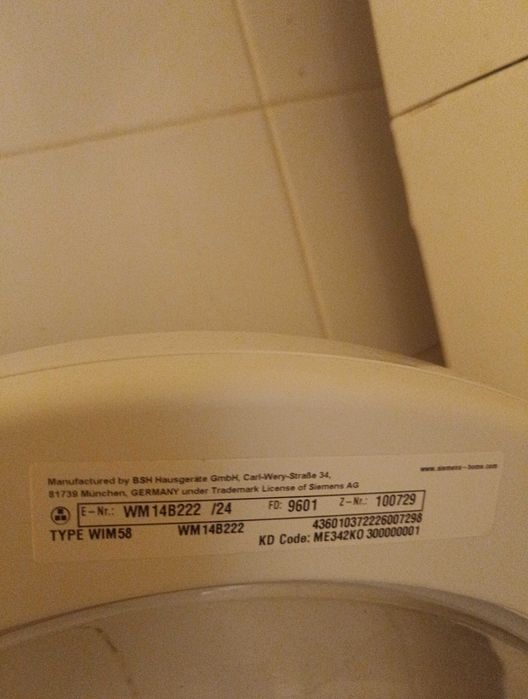 Manufactured by BSH Hausgeräte GmbH, Carl-Wery-Straße 34,
www.siemens-home.com
81739 München, GERMANY under Trademark License of Siemens AG
E-Nr.: WM14B222 /24 FD: 9601 Z-Nr.: 100729
TYPE WIM58 WM14B222 436010372226007298
KD Code: ME342KO 300000001